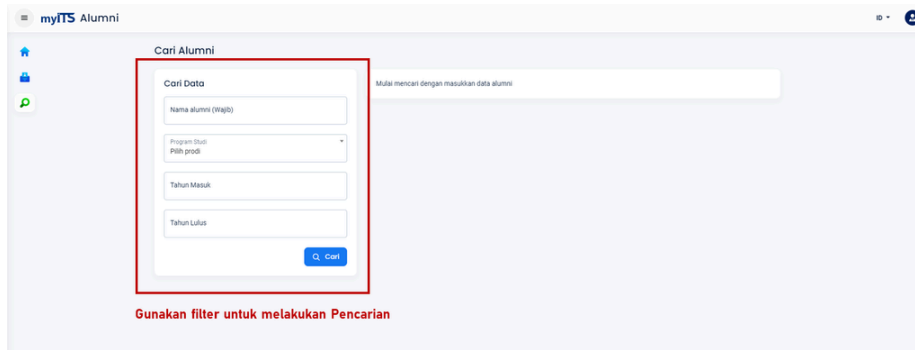 myITS Alumni
ID
Cari Alumni
Cari Data
Mulai mencari dengan masukkan data alumni
Nama alumni (Wajib)
Program Studi
Pilih prodi
Tahun Masuk
Tahun Lulus
Cari
Gunakan filter untuk melakukan Pencarian